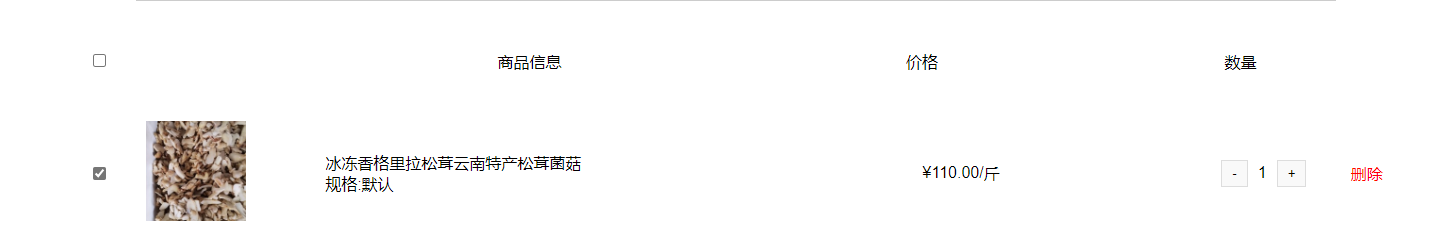 商品信息 价格 数量
冰冻香格里拉松茸云南特产松茸菌菇
规格:默认
¥110.00/斤
- 1 +
删除